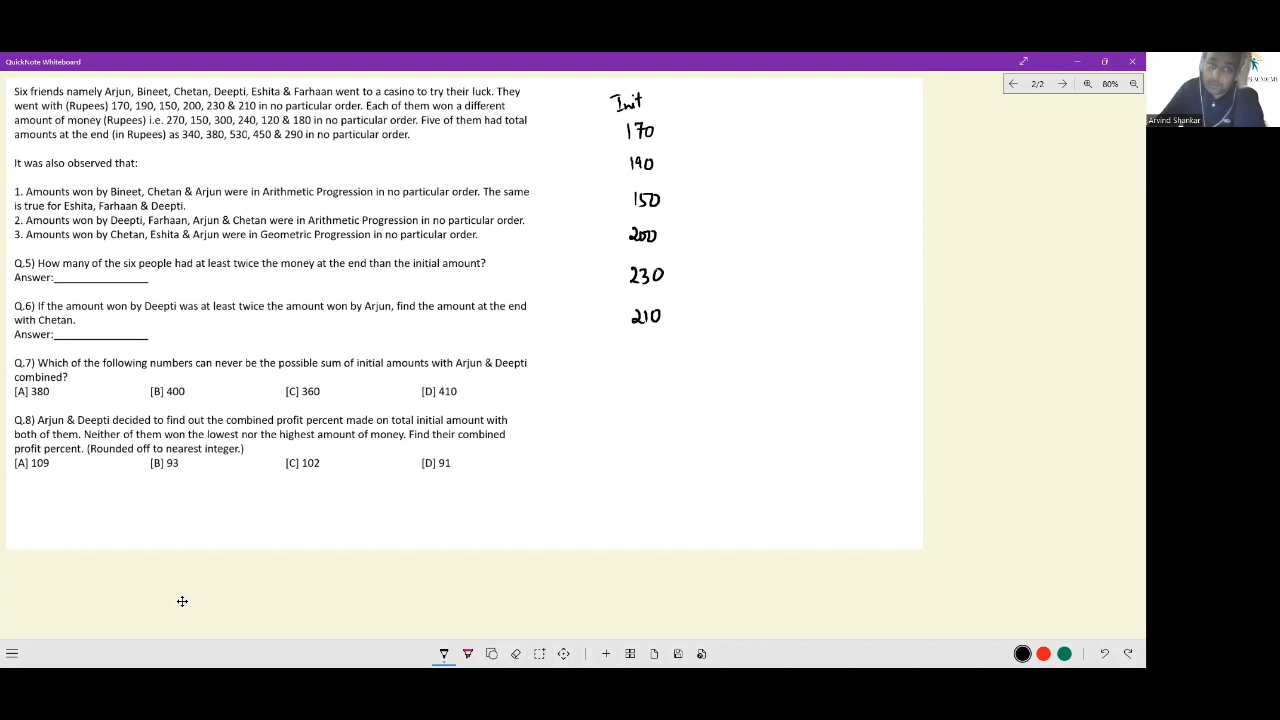 QuickNote Whiteboard
2/2
80%
Six friends namely Arjun, Bineet, Chetan, Deepti, Eshita & Farhaan went to a casino to try their luck. They
went with (Rupees) 170, 190, 150, 200, 230 & 210 in no particular order. Each of them won a different
amount of money (Rupees) i.e. 270, 150, 300, 240, 120 & 180 in no particular order. Five of them had total
amounts at the end (in Rupees) as 340, 380, 530, 450 & 290 in no particular order.
It was also observed that:
1. Amounts won by Bineet, Chetan & Arjun were in Arithmetic Progression in no particular order. The same
is true for Eshita, Farhaan & Deepti.
2. Amounts won by Deepti, Farhaan, Arjun & Chetan were in Arithmetic Progression in no particular order.
3. Amounts won by Chetan, Eshita & Arjun were in Geometric Progression in no particular order.
Q.5) How many of the six people had at least twice the money at the end than the initial amount?
Answer:_________________
Q.6) If the amount won by Deepti was at least twice the amount won by Arjun, find the amount at the end
with Chetan.
Answer:_________________
Q.7) Which of the following numbers can never be the possible sum of initial amounts with Arjun & Deepti
combined?
[A] 380 [B] 400 [C] 360 [D] 410
Q.8) Arjun & Deepti decided to find out the combined profit percent made on total initial amount with
both of them. Neither of them won the lowest nor the highest amount of money. Find their combined
profit percent. (Rounded off to nearest integer.)
[A] 109 [B] 93 [C] 102 [D] 91
Init
170
190
150
200
230
210
Arvind Shankar